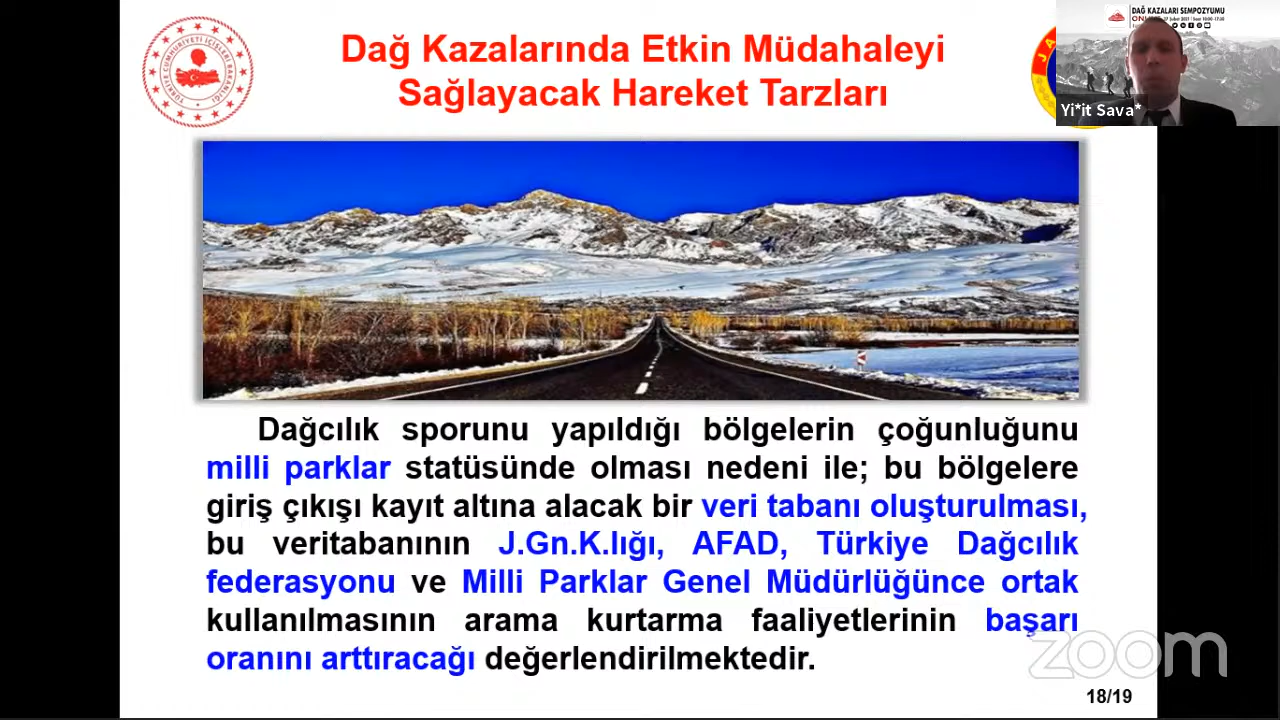 Dağ Kazalarında Etkin Müdahaleyi
Sağlayacak Hareket Tarzları
DAĞ KAZALARI SEMPOZYUMU
Yi*it Sava*
Dağcılık sporunu yapıldığı bölgelerin çoğunluğunu
milli parklar statüsünde olması nedeni ile; bu bölgelere
giriş çıkışı kayıt altına alacak bir veri tabanı oluşturulması,
bu veritabanının J.Gn.K.lığı, AFAD, Türkiye Dağcılık
federasyonu ve Milli Parklar Genel Müdürlüğünce ortak
kullanılmasının arama kurtarma faaliyetlerinin başarı
oranını arttıracağı değerlendirilmektedir.
zoom
18/19